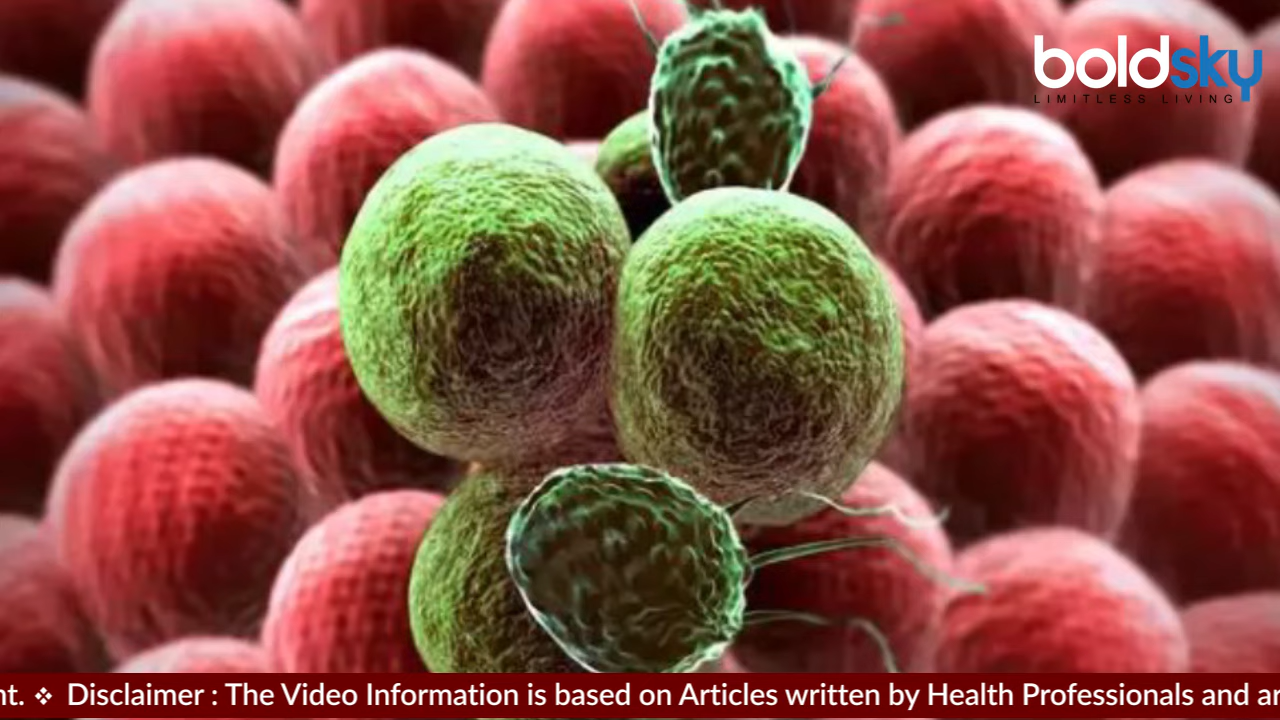 boldsky
LIMITLESS LIVING
nt. ❖ Disclaimer : The Video Information is based on Articles written by Health Professionals and ar